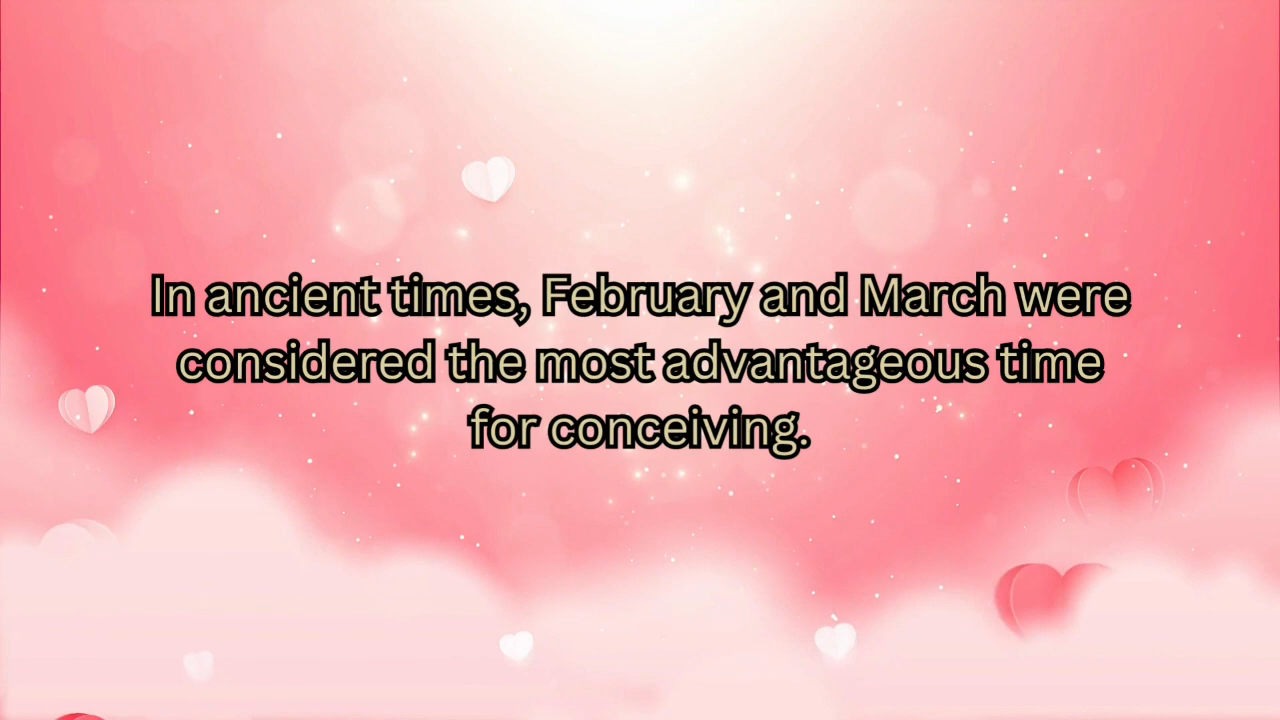 In ancient times, February and March were
considered the most advantageous time
for conceiving.